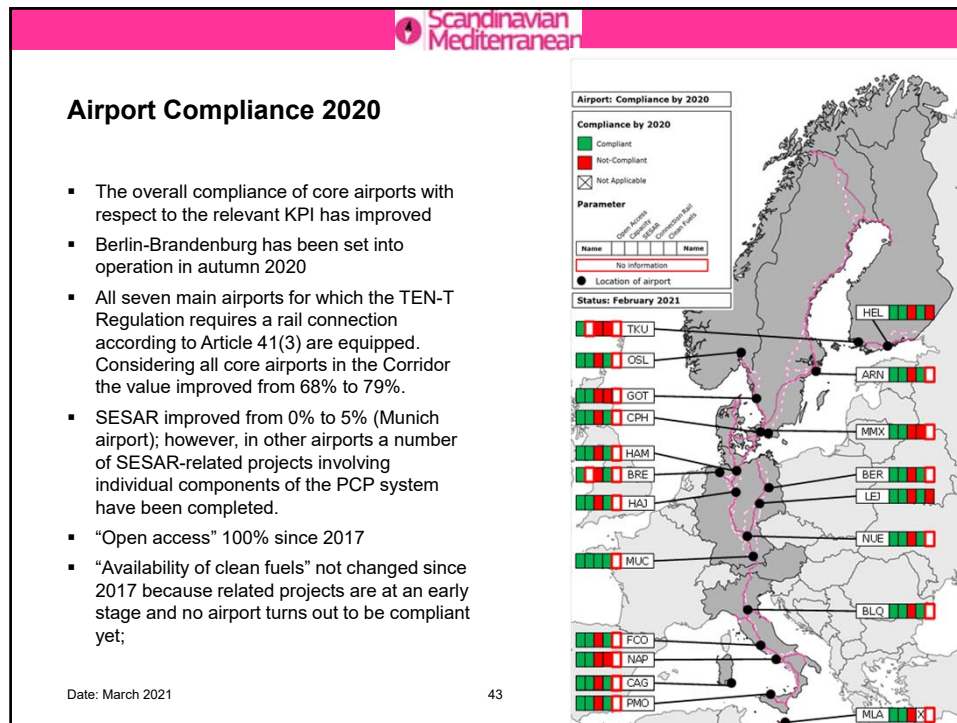 Scandinavian
Mediterranean
Airport Compliance 2020
▪ The overall compliance of core airports with
respect to the relevant KPI has improved
▪ Berlin-Brandenburg has been set into
operation in autumn 2020
▪ All seven main airports for which the TEN-T
Regulation requires a rail connection
according to Article 41(3) are equipped.
Considering all core airports in the Corridor
the value improved from 68% to 79%.
▪ SESAR improved from 0% to 5% (Munich
airport); however, in other airports a number
of SESAR-related projects involving
individual components of the PCP system
have been completed.
▪ “Open access” 100% since 2017
▪ “Availability of clean fuels” not changed since
2017 because related projects are at an early
stage and no airport turns out to be compliant
yet;
Date: March 2021
43
Airport: Compliance by 2020
Compliance by 2020
Compliant
Not-Compliant
Not Applicable
Parameter
Open Access
Capacity
SESAR
Connection Rail
Clean Fuels
Name Name
No information
Location of airport
Status: February 2021
TKU
OSL
GOT
CPH
HAM
BRE
HAJ
MUC
FCO
NAP
CAG
PMO
HEL
ARN
MMX
BER
LEJ
NUE
BLQ
MLA
X